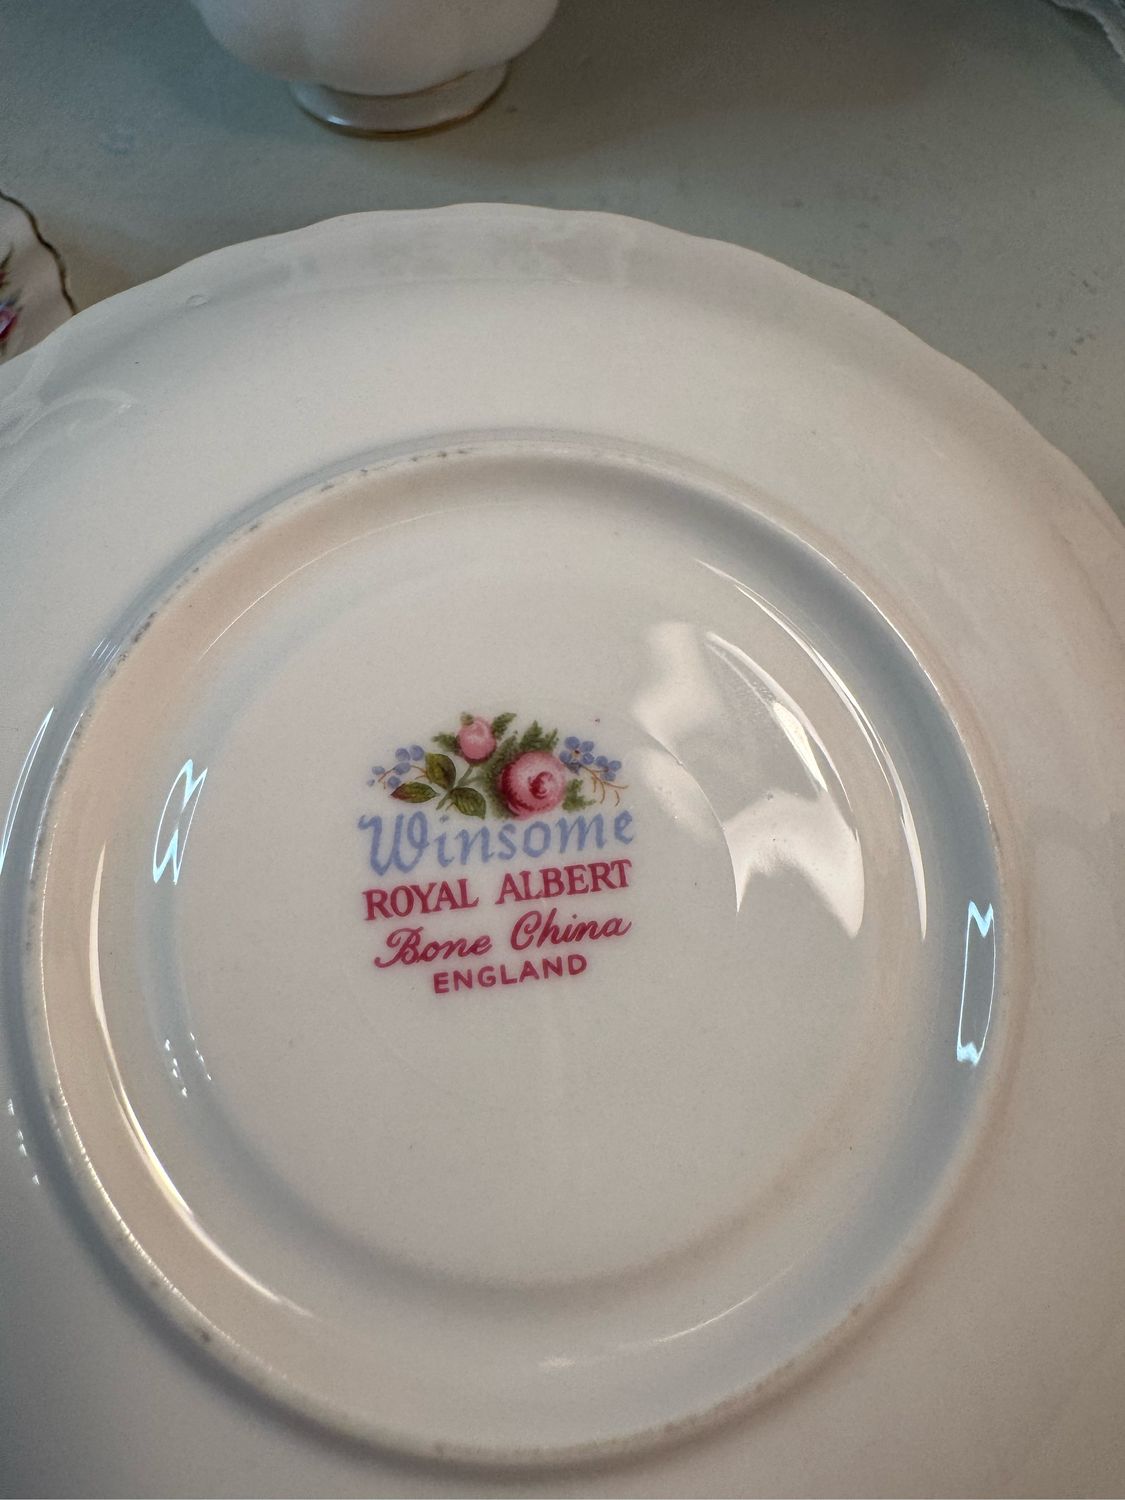 Winsome
ROYAL ALBERT
Bone China
ENGLAND